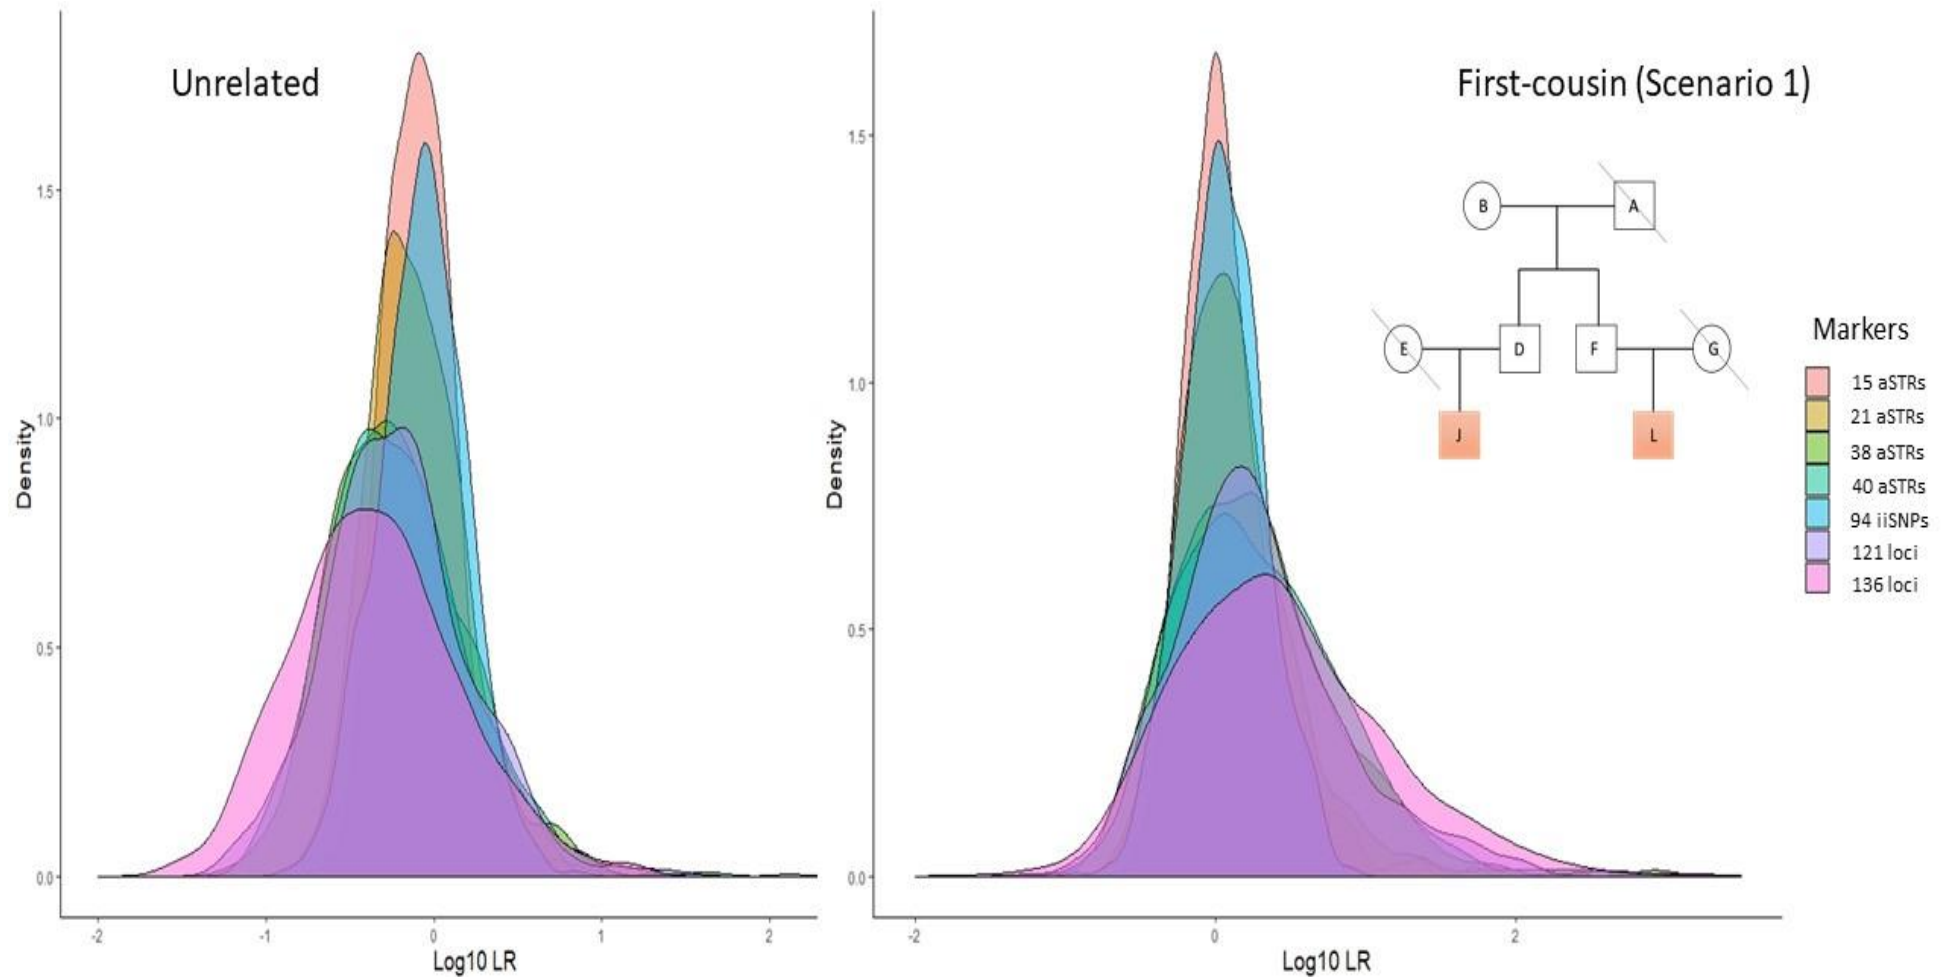 Unrelated
1.5
1.0
0.5
0.0
Density
-2
-1
0
1
2
Log10 LR
First-cousin (Scenario 1)
1.5
1.0
0.5
0.0
Density
-2
0
2
Log10 LR
B
A
E
D
F
G
J
L
Markers
15 aSTRs
21 aSTRs
38 aSTRs
40 aSTRs
94 iiSNPs
121 loci
136 loci